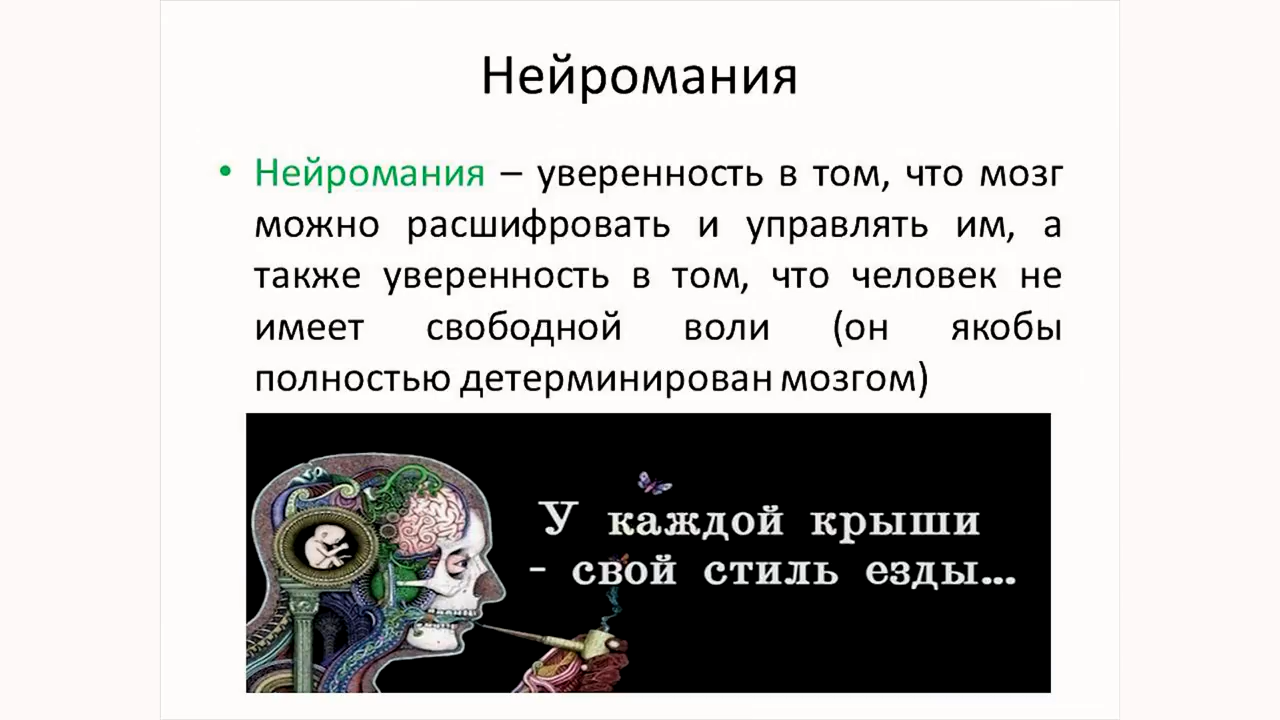 Нейромания
• Нейромания – уверенность в том, что мозг
можно расшифровать и управлять им, а
также уверенность в том, что человек не
имеет свободной воли (он якобы
полностью детерминирован мозгом)
У каждой крыши
- свой стиль езды...